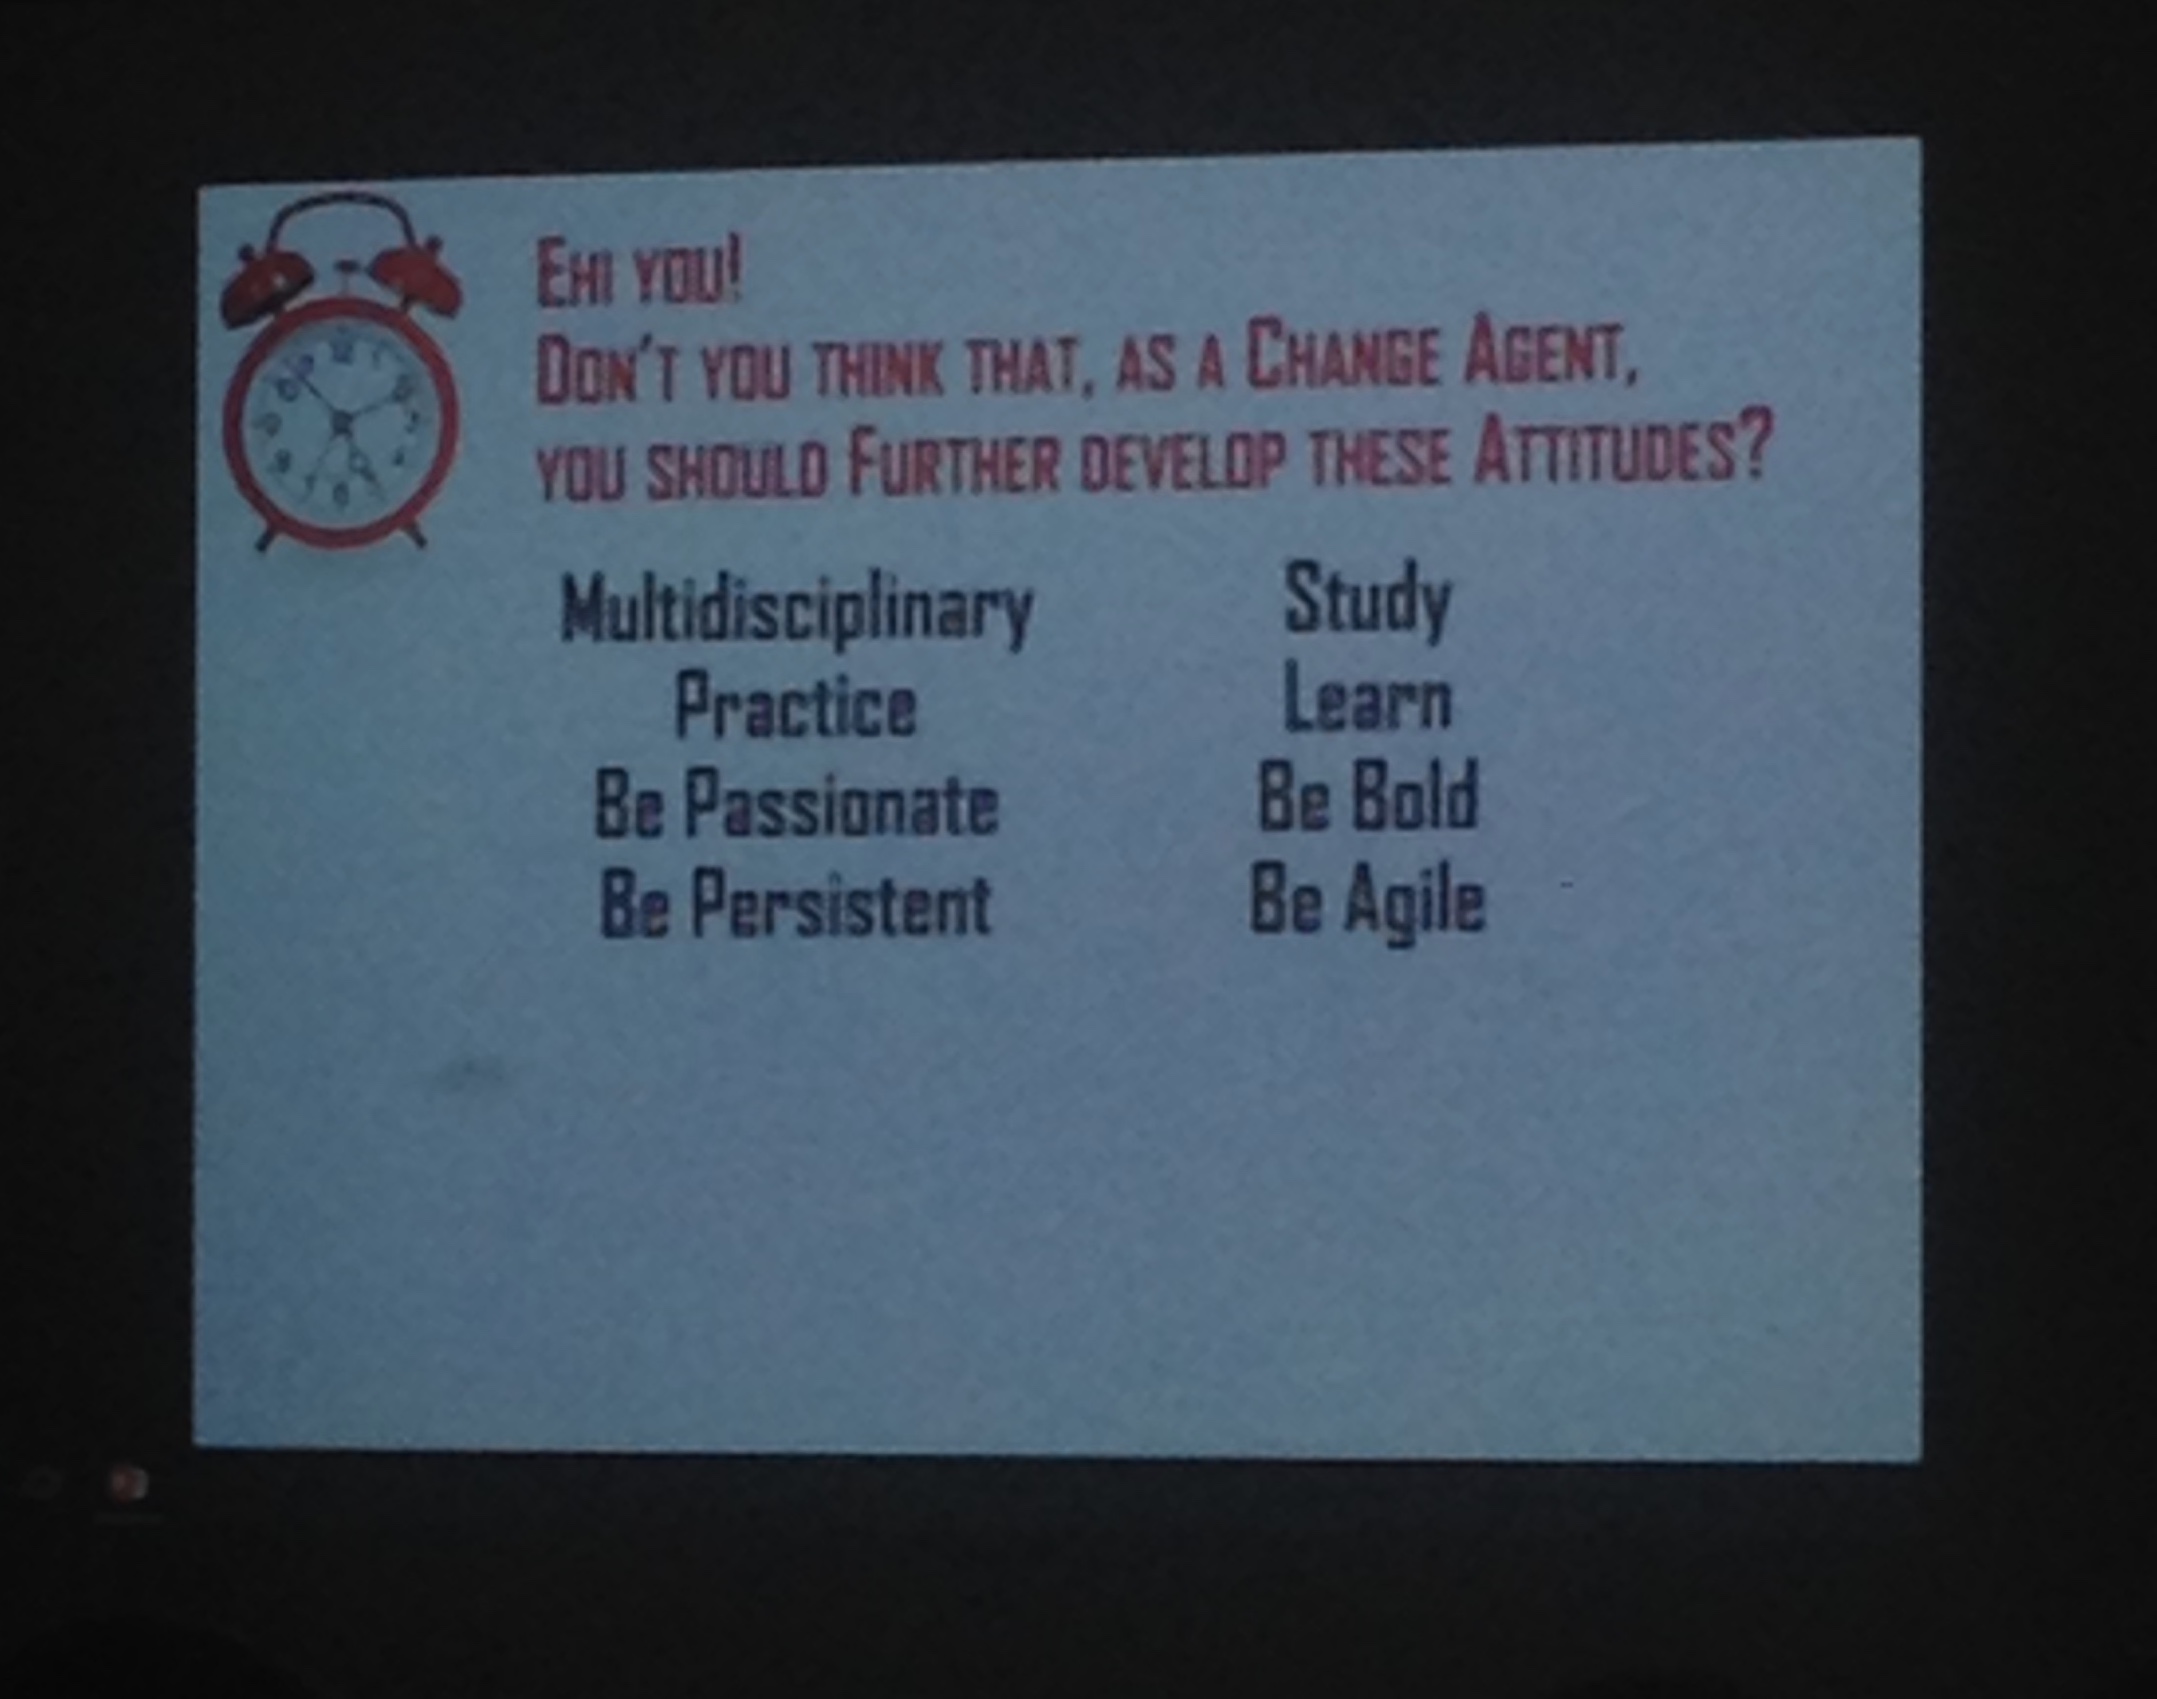 Ehi you!
Don't you think that, as a Change Agent,
you should Further develop these Attitudes?
Multidisciplinary
Practice
Be Passionate
Be Persistent
Study
Learn
Be Bold
Be Agile